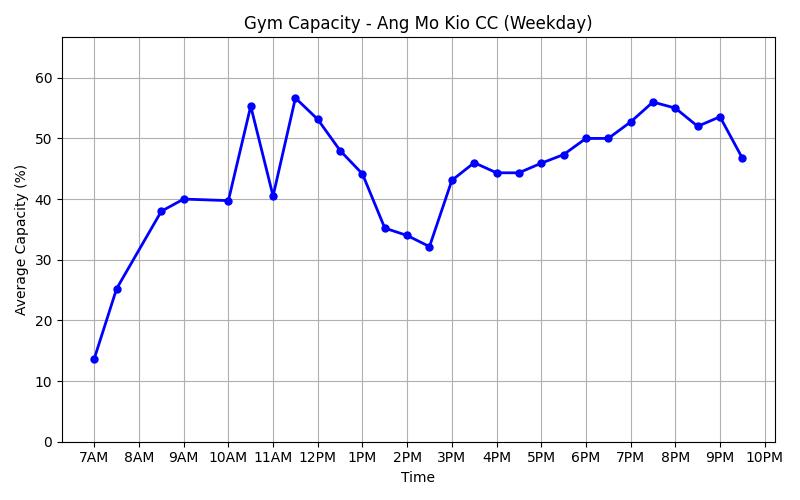 Gym Capacity - Ang Mo Kio CC (Weekday)
Average Capacity (%)
60
50
40
30
20
10
0
7AM 8AM 9AM 10AM 11AM 12PM 1PM 2PM 3PM 4PM 5PM 6PM 7PM 8PM 9PM 10PM
Time